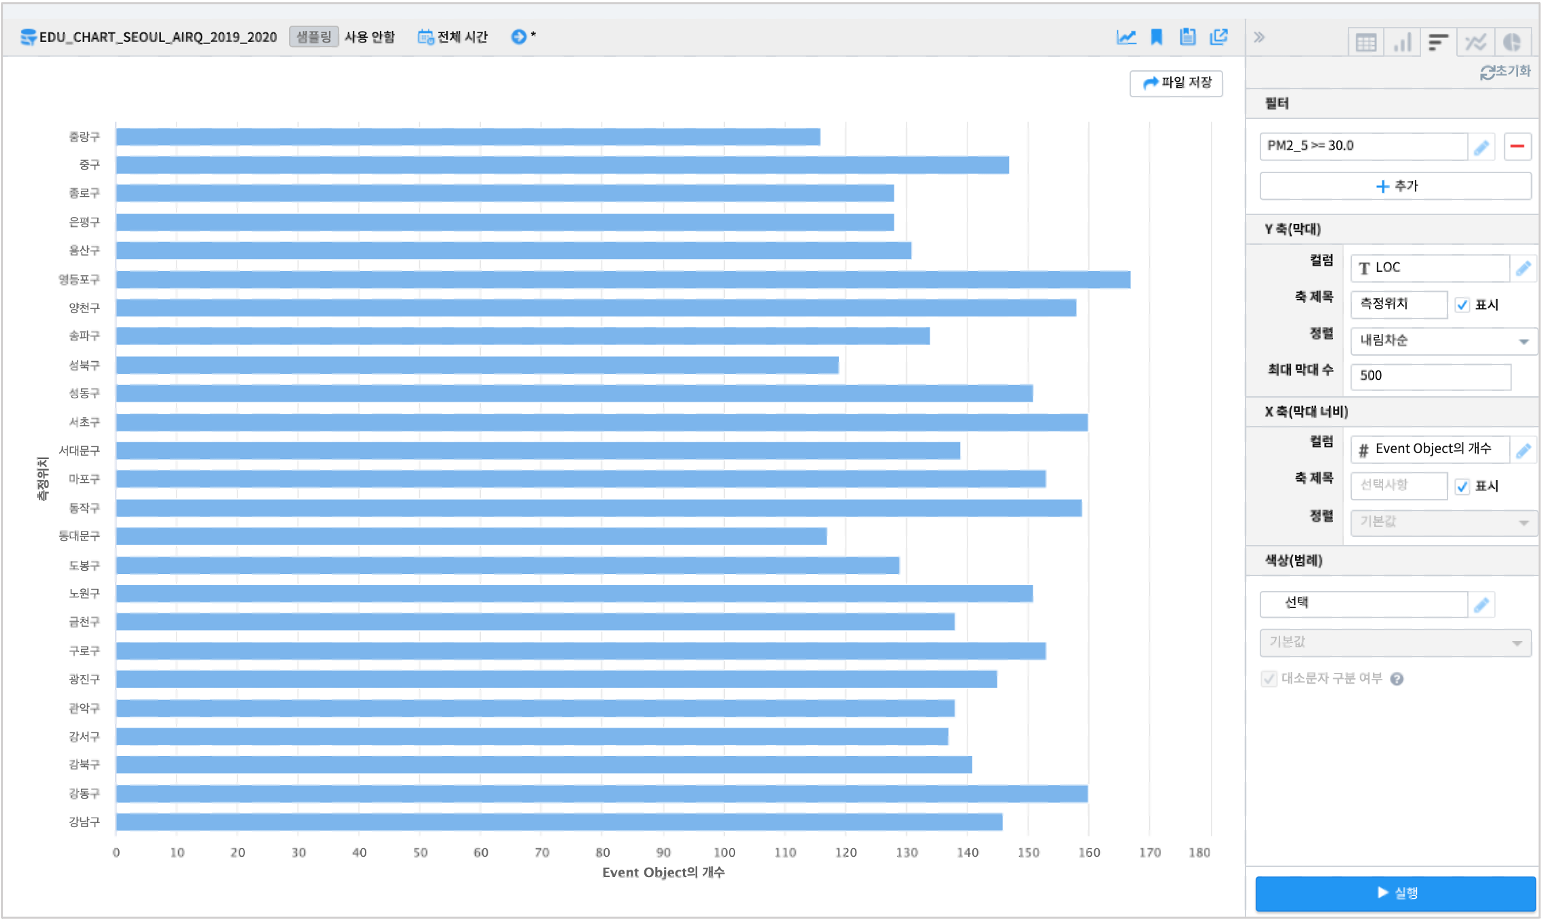 EDU_CHART_SEOUL_AIRQ_2019_2020 샘플링 사용 안함 전체 시간 *
초기화
파일 저장
중랑구
중구
종로구
은평구
용산구
영등포구
양천구
송파구
성북구
성동구
서초구
서대문구
마포구
동작구
동대문구
도봉구
노원구
금천구
구로구
광진구
관악구
강서구
강북구
강동구
강남구
측정위치
0 10 20 30 40 50 60 70 80 90 100 110 120 130 140 150 160 170 180
Event Object의 개수
필터
PM2_5 >= 30.0
추가
Y 축(막대)
컬럼 T LOC
축 제목 측정위치 표시
정렬 내림차순
최대 막대 수 500
X 축(막대 너비)
컬럼 # Event Object의 개수
축 제목 선택사항 표시
정렬 기본값
색상(범례)
선택
기본값
대소문자 구분 여부 ?
실행